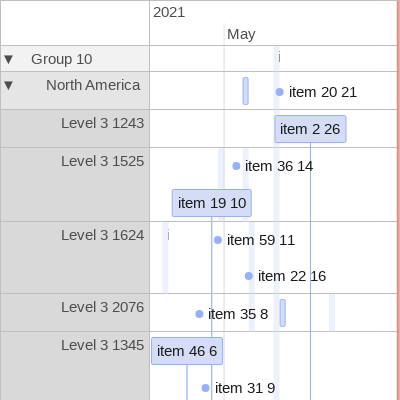 2021
May
▼ Group 10
i
▼ North America
item 20 21
Level 3 1243
item 2 26
Level 3 1525
item 36 14
item 19 10
Level 3 1624
i
item 59 11
item 22 16
Level 3 2076
item 35 8
Level 3 1345
item 46 6
item 31 9